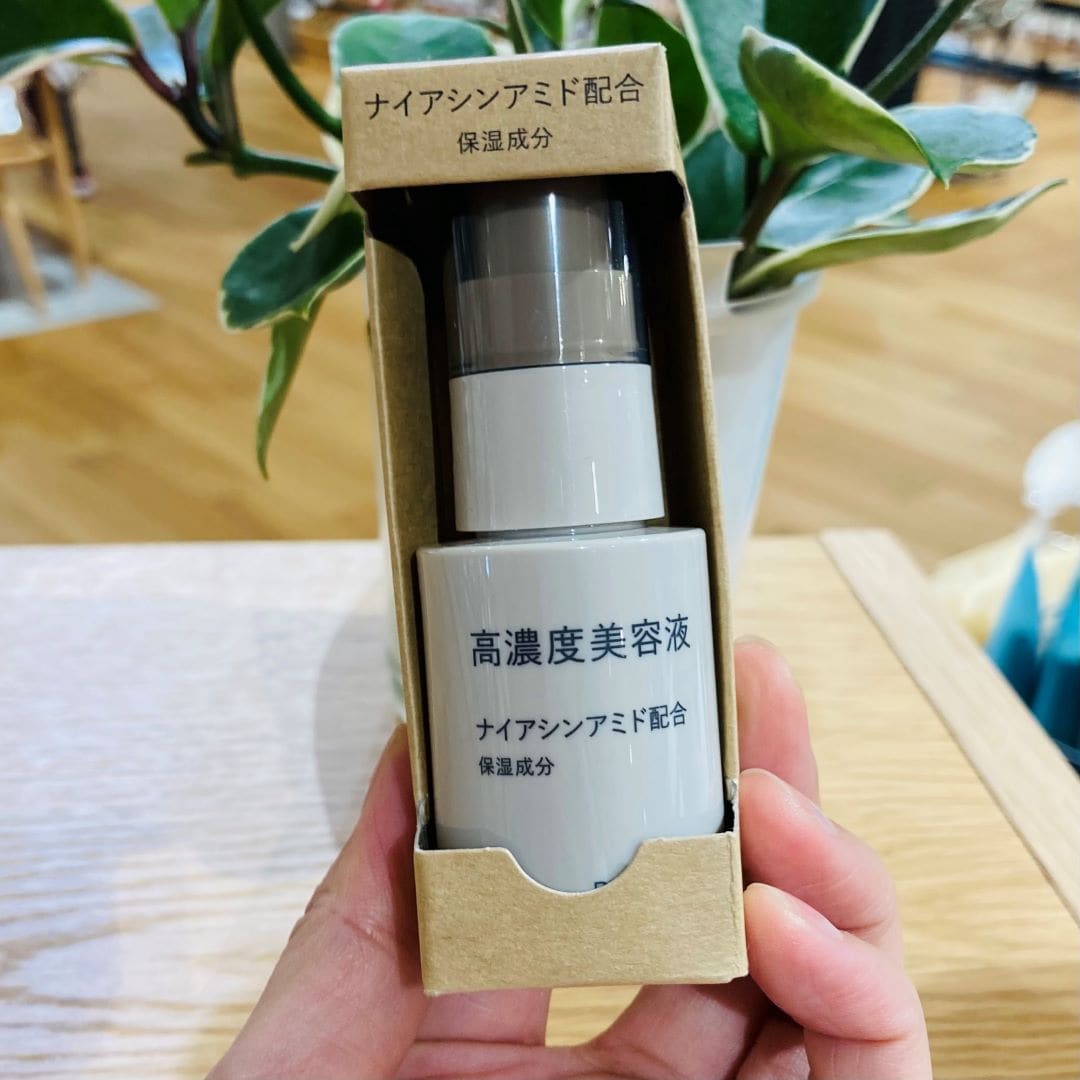 ナイアシンアミド配合
保湿成分
高濃度美容液
ナイアシンアミド配合
保湿成分